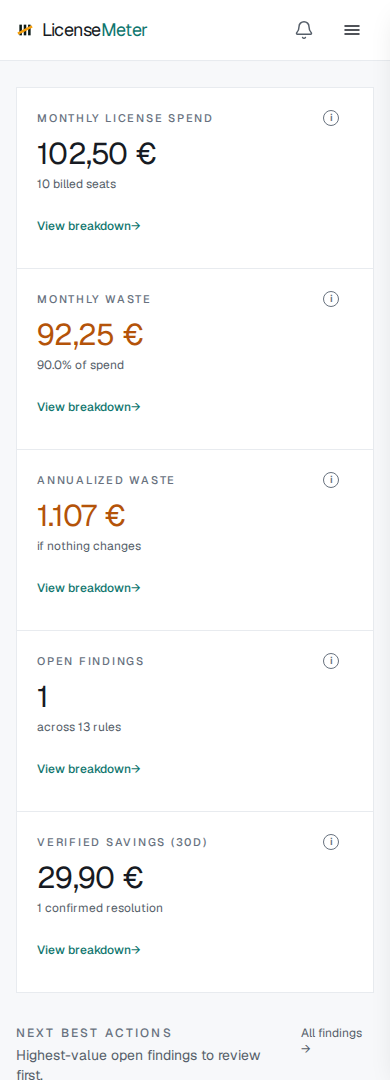 LicenseMeter
MONTHLY LICENSE SPEND
102,50 €
10 billed seats
View breakdown→
MONTHLY WASTE
92,25 €
90.0% of spend
View breakdown→
ANNUALIZED WASTE
1.107 €
if nothing changes
View breakdown→
OPEN FINDINGS
1
across 13 rules
View breakdown→
VERIFIED SAVINGS (30D)
29,90 €
1 confirmed resolution
View breakdown→
NEXT BEST ACTIONS
All findings
→
Highest-value open findings to review
first.